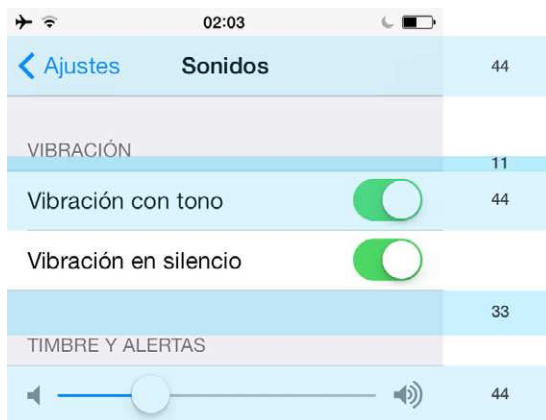 02:03
Ajustes Sonidos 44
VIBRACIÓN
11
Vibración con tono 44
Vibración en silencio
33
TIMBRE Y ALERTAS
44